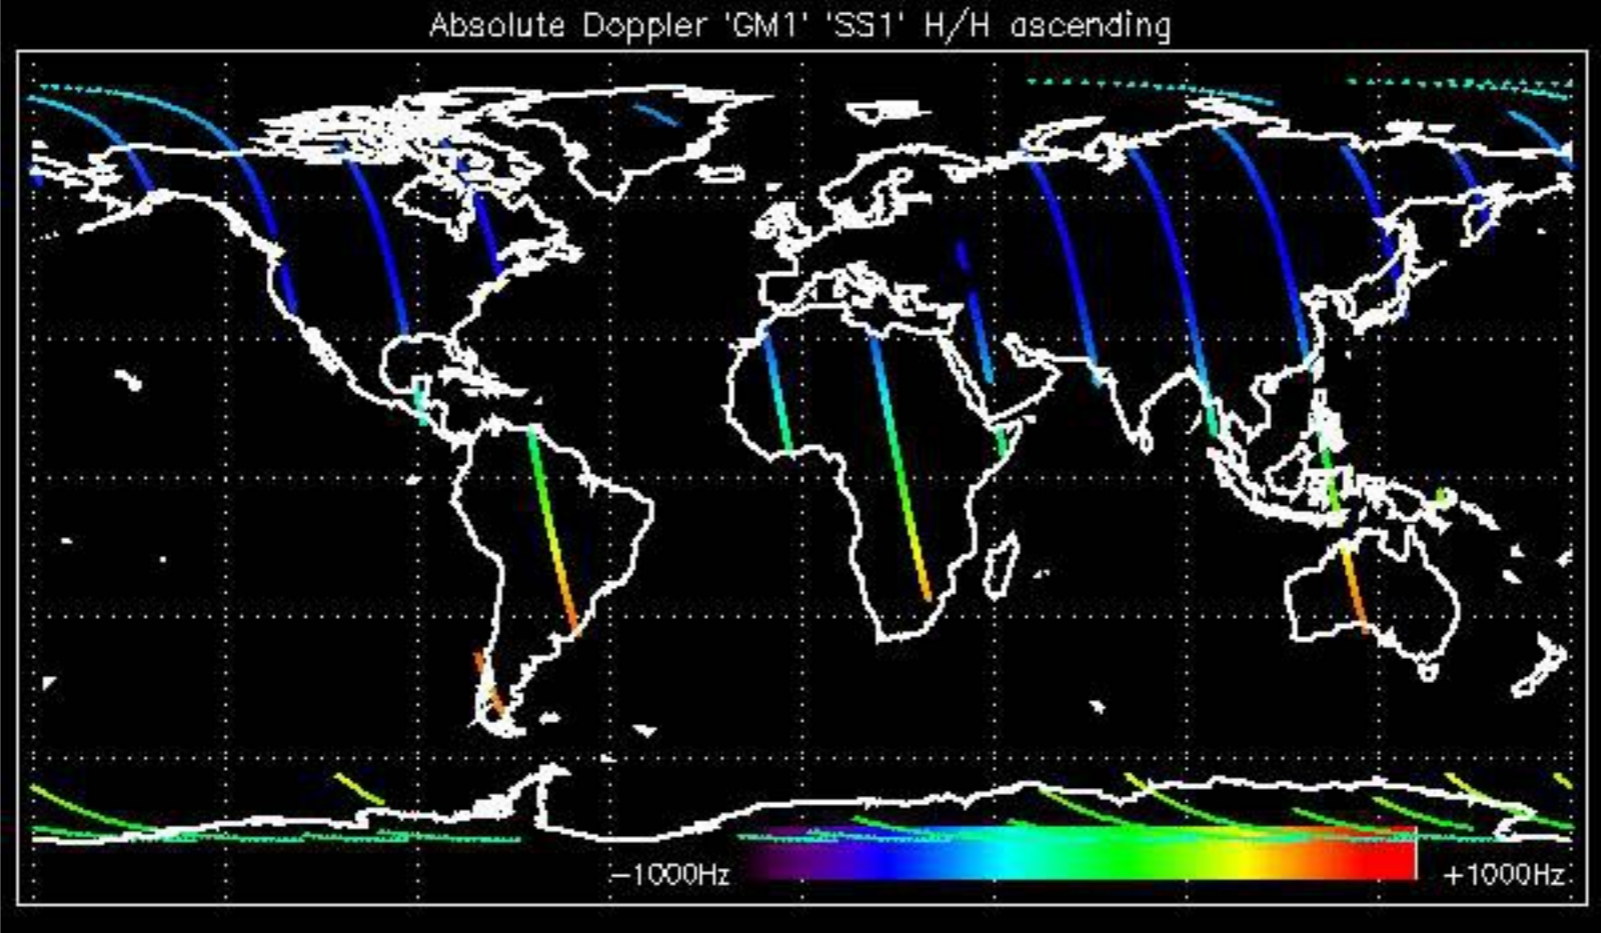 Absolute Doppler 'GM1' 'SS1' H/H ascending
−1000Hz +1000Hz